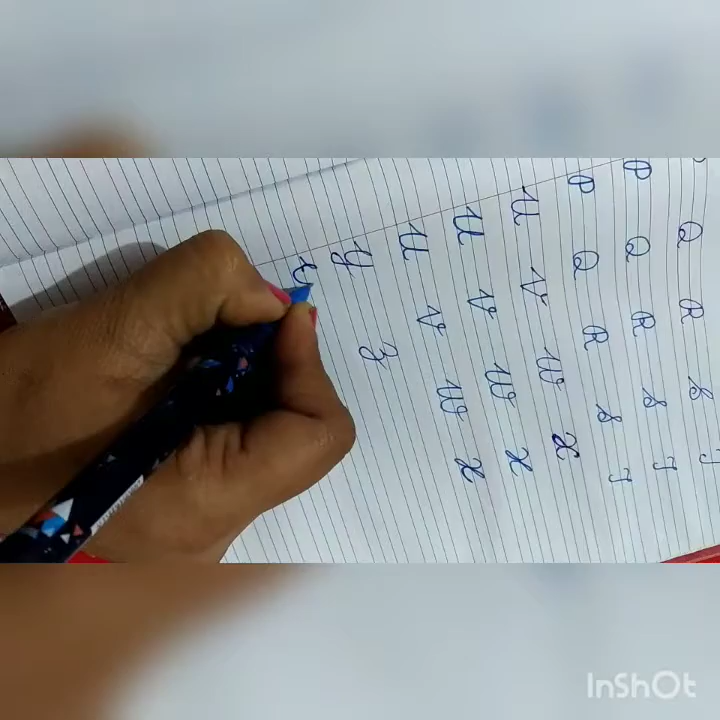 Q R S T
P Q R S T
P Q R S T
U V W X
U V W X
U V W X
Y Z
InShOt